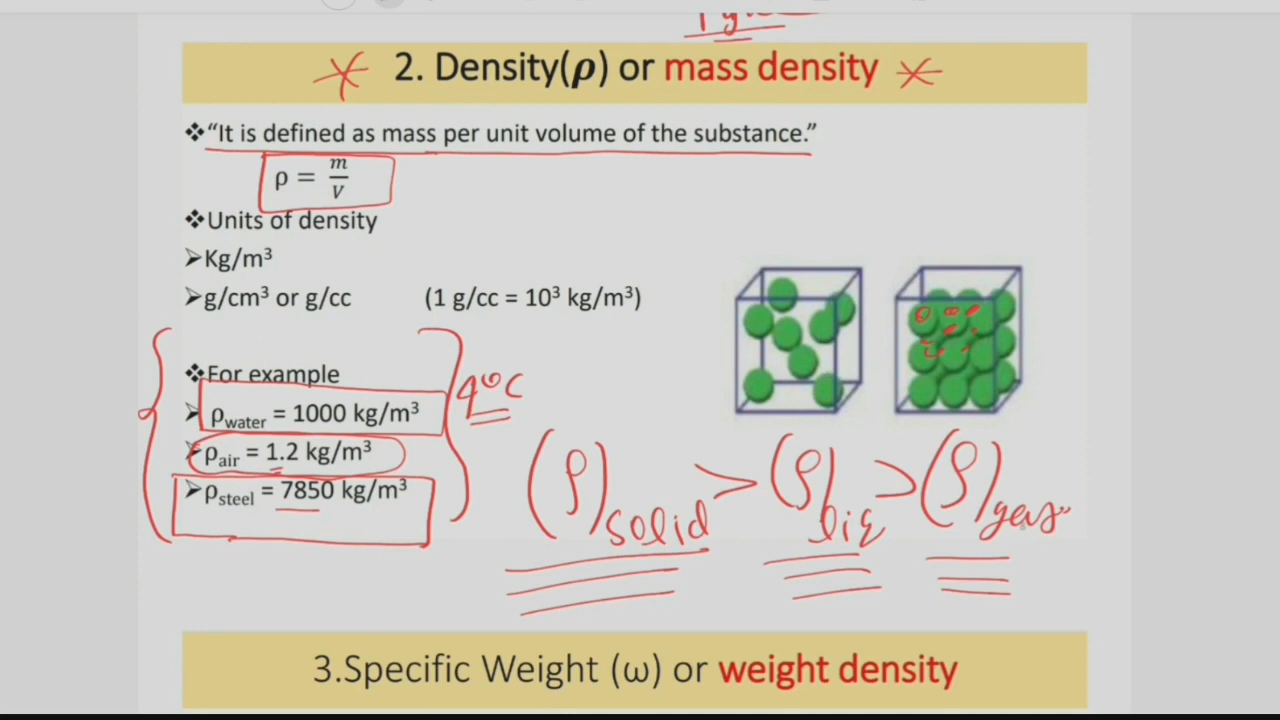 2. Density(ρ) or mass density
❖"It is defined as mass per unit volume of the substance."
ρ = m/V
❖Units of density
➢Kg/m³
➢g/cm³ or g/cc (1 g/cc = 10³ kg/m³)
❖For example
➢ρwater = 1000 kg/m³
4°C
➢ρair = 1.2 kg/m³
➢ρsteel = 7850 kg/m³
(ρ)solid > (ρ)liq > (ρ)gas
3.Specific Weight (ω) or weight density